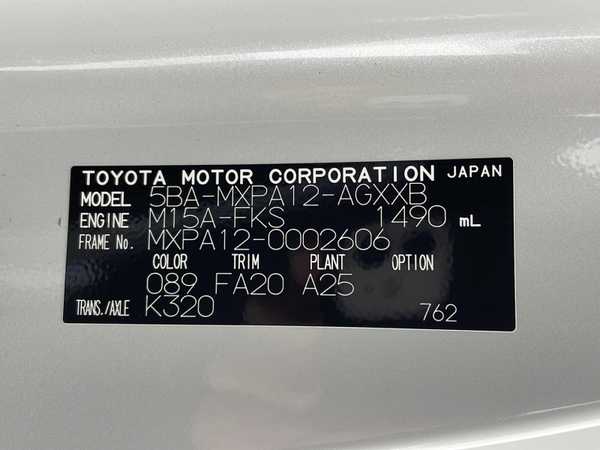 TOYOTA MOTOR CORPORATION JAPAN
MODEL 5BA-MXPA12-AGXXB
ENGINE M15A-FKS 1490 mL
FRAME No. MXPA12-0002606
COLOR TRIM PLANT OPTION
089 FA20 A25
TRANS./AXLE K320 762